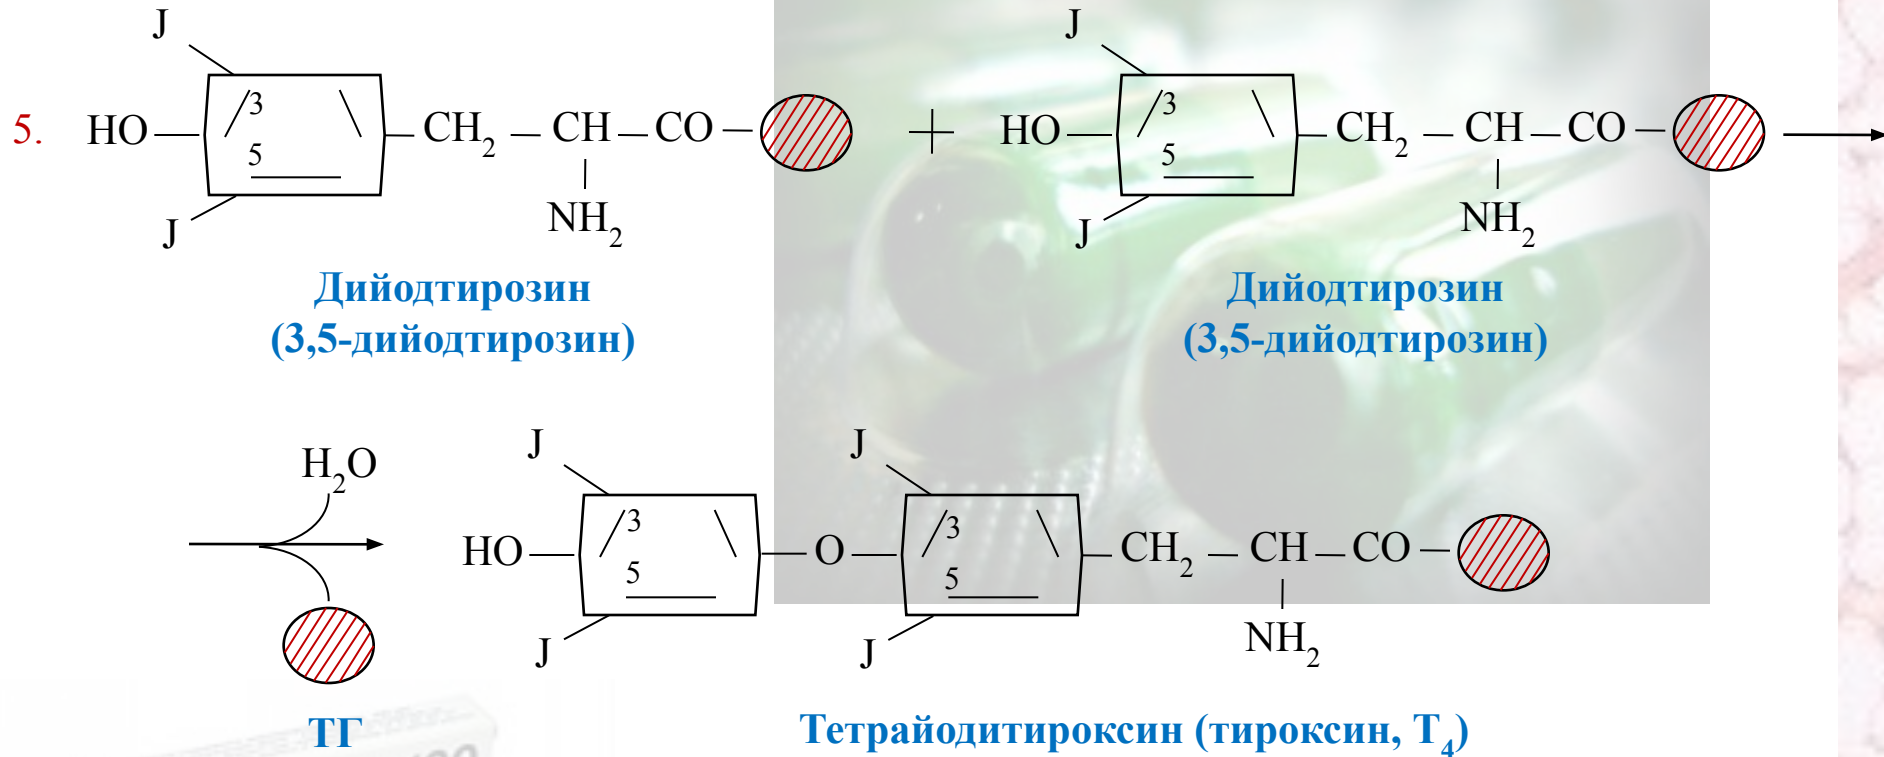 J J
5. HO 3 5 CH₂ CH CO + HO 3 5 CH₂ CH CO
J NH₂ J NH₂
Дийодтирозин Дийодтирозин
(3,5-дийодтирозин) (3,5-дийодтирозин)
H₂O J J
HO 3 5 O 3 5 CH₂ CH CO
J J NH₂
ТГ Тетрайодитироксин (тироксин, Т₄)